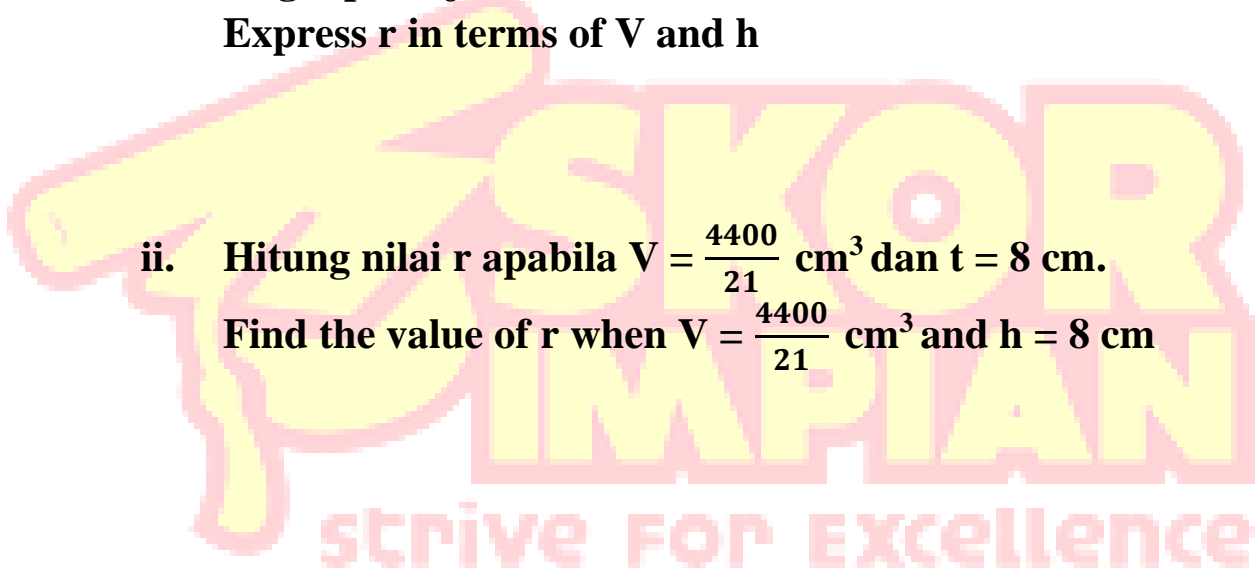 Express r in terms of V and h
ii. Hitung nilai r apabila V = 4400/21 cm³ dan t = 8 cm.
Find the value of r when V = 4400/21 cm³ and h = 8 cm
SKOR
IMPIAN
strive FOR EXcellence